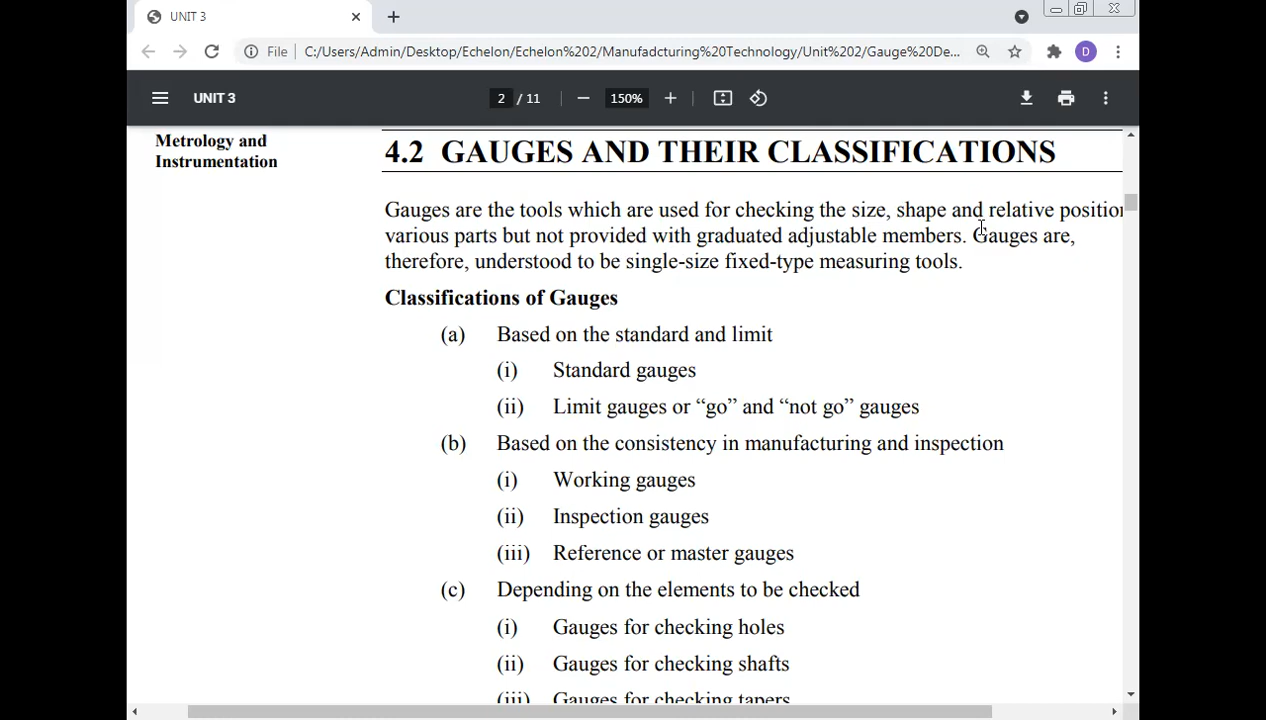 UNIT 3
File
C:/Users/Admin/Desktop/Echelon/Echelon%202/Manufadcturing%20Technology/Unit%202/Gauge%20De...
D
UNIT 3
2 / 11
150%
Metrology and
Instrumentation
4.2 GAUGES AND THEIR CLASSIFICATIONS
Gauges are the tools which are used for checking the size, shape and relative position
various parts but not provided with graduated adjustable members. Gauges are,
therefore, understood to be single-size fixed-type measuring tools.
Classifications of Gauges
(a) Based on the standard and limit
(i) Standard gauges
(ii) Limit gauges or “go” and “not go” gauges
(b) Based on the consistency in manufacturing and inspection
(i) Working gauges
(ii) Inspection gauges
(iii) Reference or master gauges
(c) Depending on the elements to be checked
(i) Gauges for checking holes
(ii) Gauges for checking shafts
(iii) Gauges for checking tapers